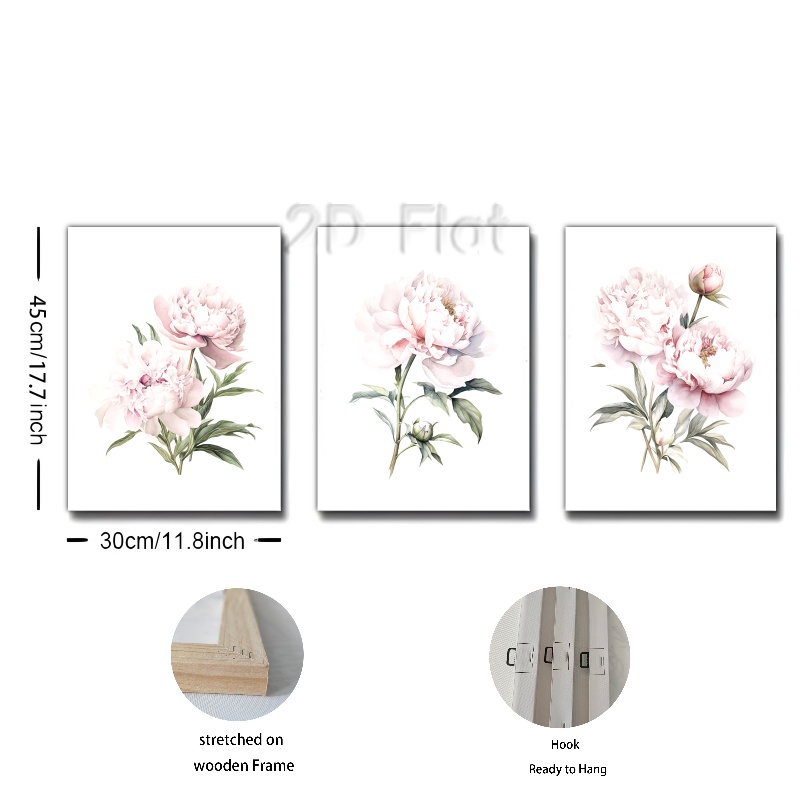 2D Flat
45cm/17.7inch
30cm/11.8inch
stretched on
wooden Frame
Hook
Ready to Hang